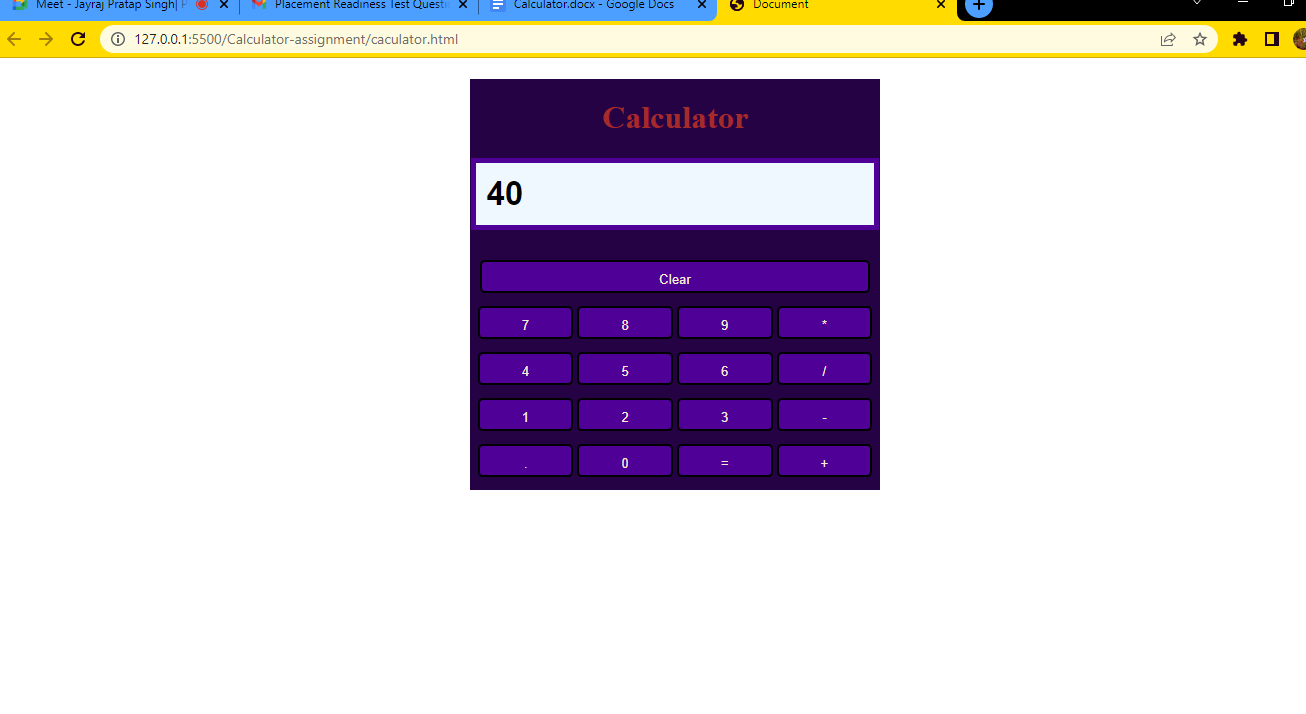 Meet - Jayraj Pratap Singh| P
Placement Readiness Test Questi
Calculator.docx - Google Docs
Document
127.0.0.1:5500/Calculator-assignment/caculator.html
Calculator
40
Clear
7 8 9 *
4 5 6 /
1 2 3 -
. 0 = +